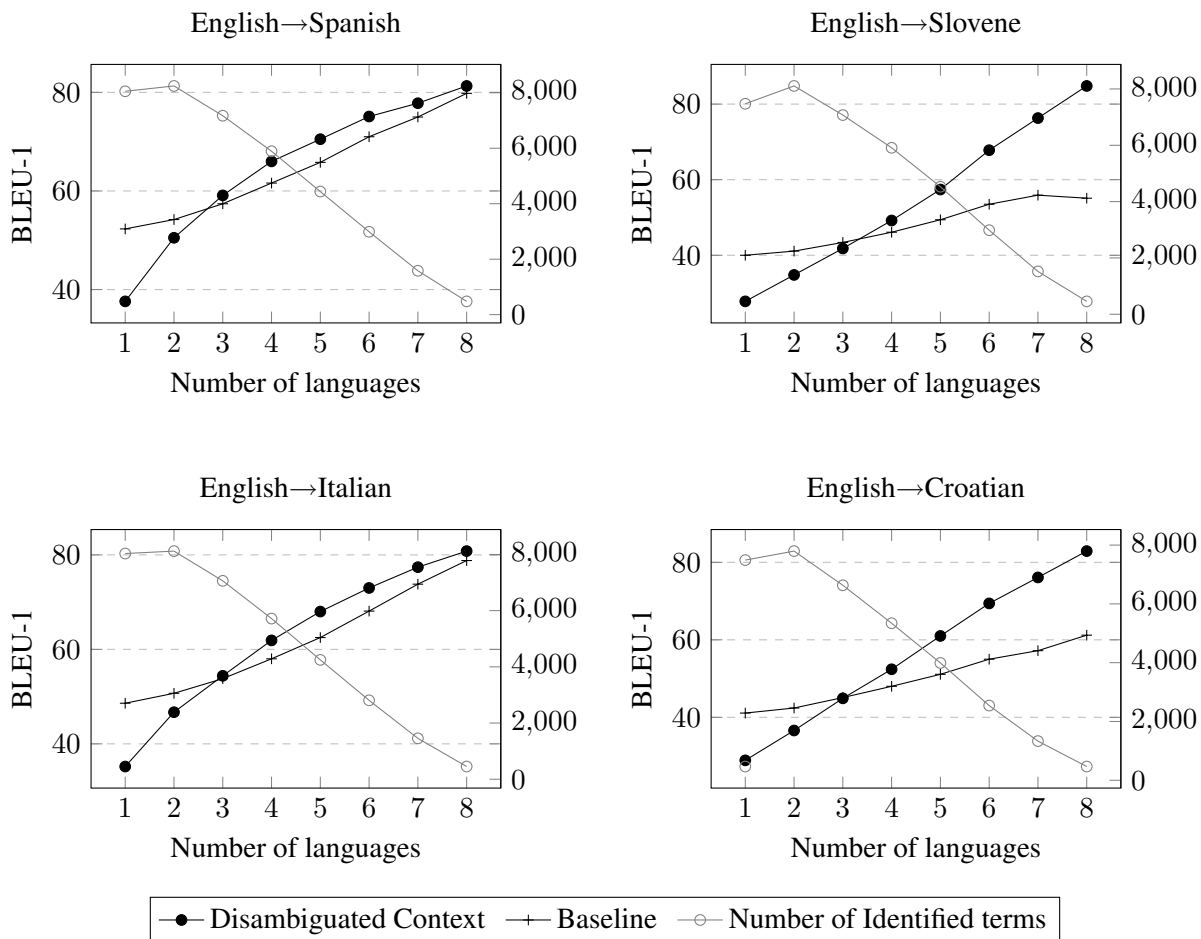 English→Spanish
80
60
40
BLEU-1
8,000
6,000
4,000
2,000
0
1 2 3 4 5 6 7 8
Number of languages
English→Slovene
80
60
40
BLEU-1
8,000
6,000
4,000
2,000
0
1 2 3 4 5 6 7 8
Number of languages
English→Italian
80
60
40
BLEU-1
8,000
6,000
4,000
2,000
0
1 2 3 4 5 6 7 8
Number of languages
English→Croatian
80
60
40
BLEU-1
8,000
6,000
4,000
2,000
0
1 2 3 4 5 6 7 8
Number of languages
Disambiguated Context Baseline Number of Identified terms